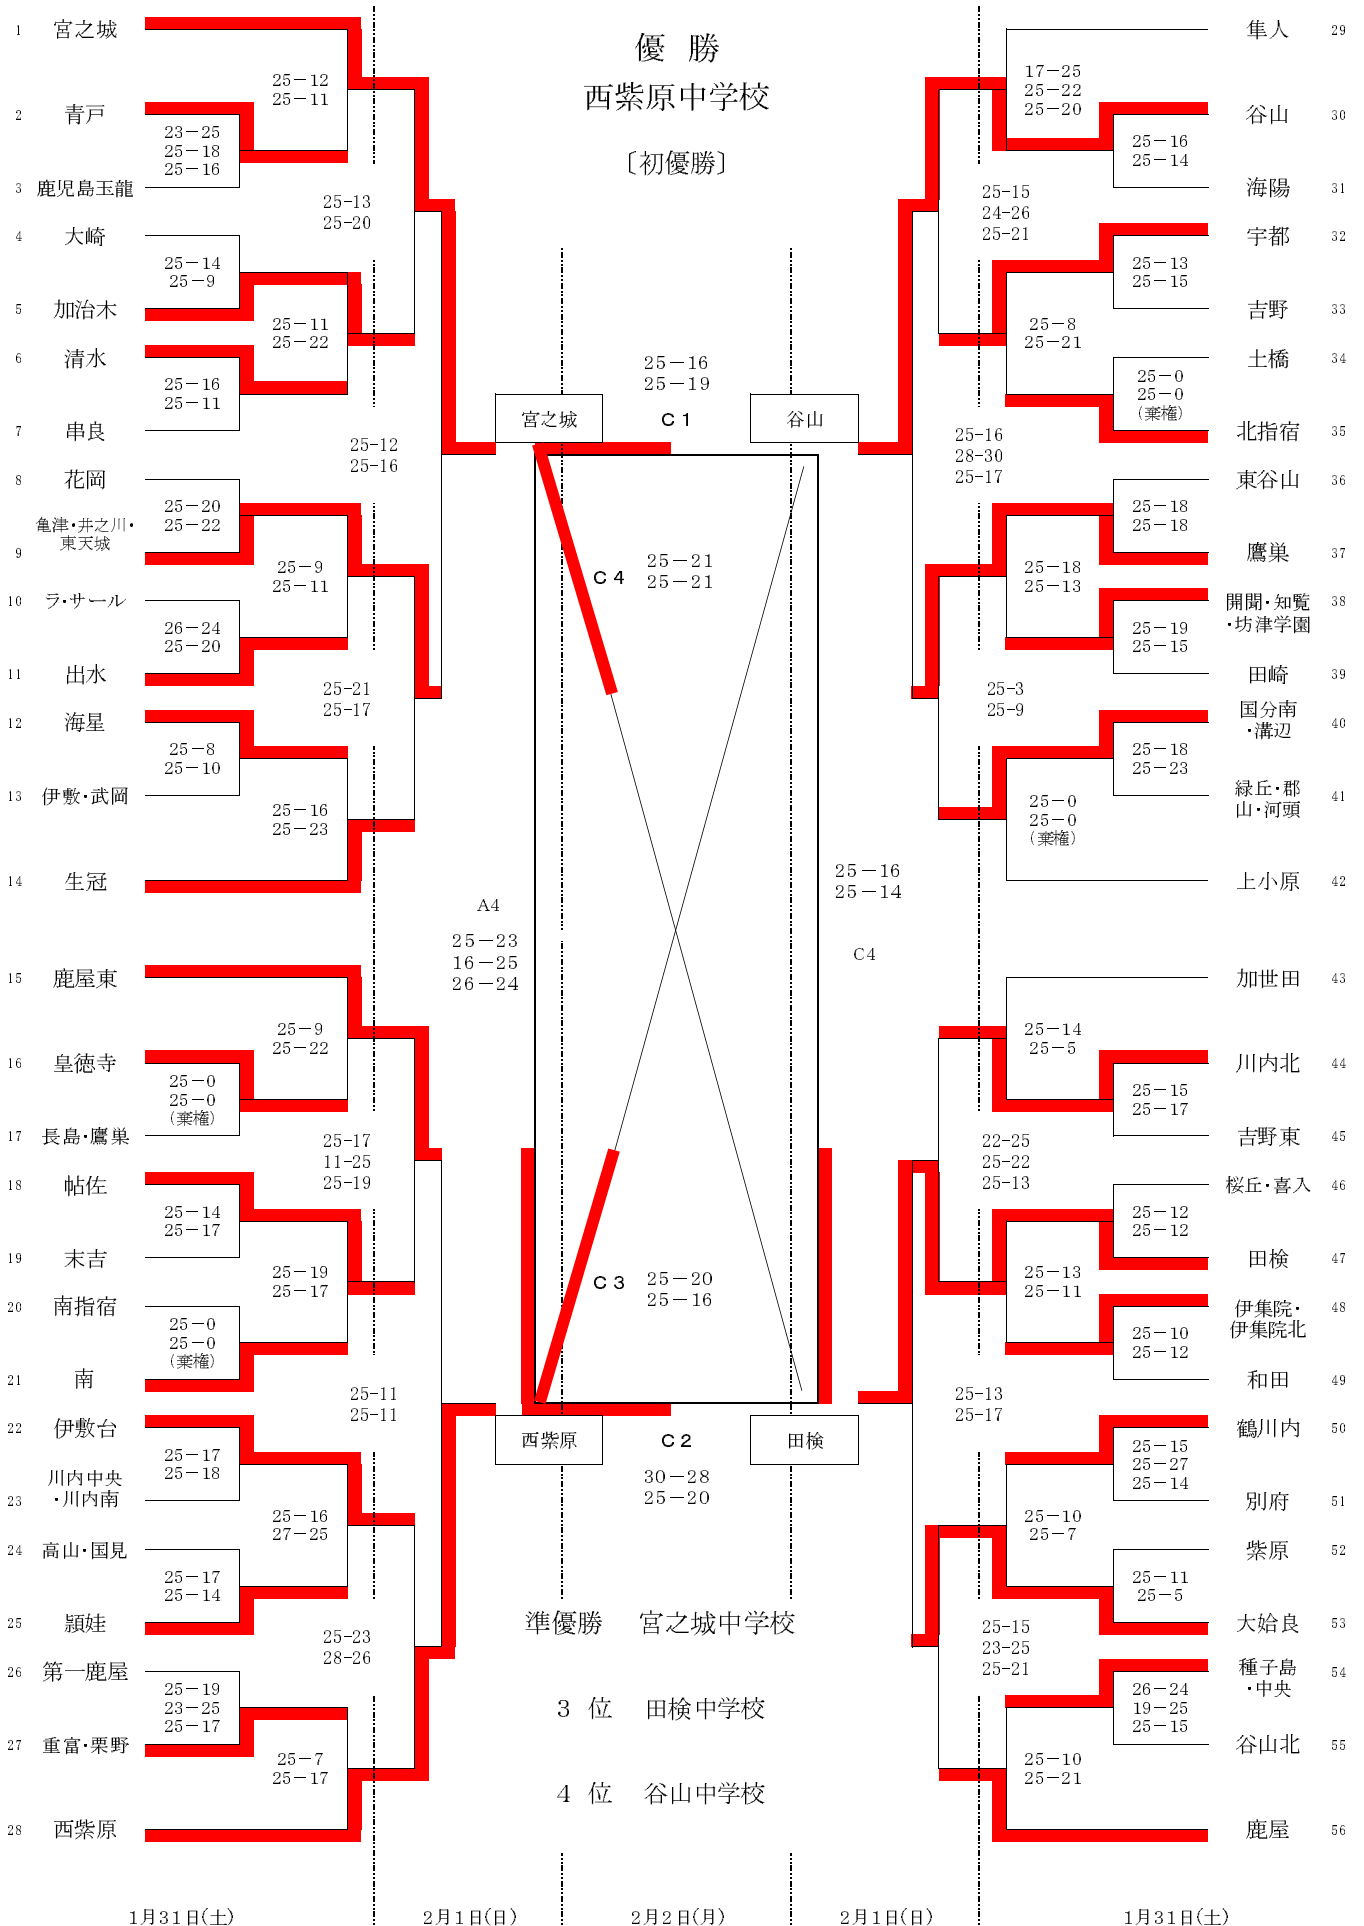 優 勝
西紫原中学校
〔初優勝〕
1 宮之城
2 青戸
3 鹿児島玉龍
4 大崎
5 加治木
6 清水
7 串良
8 花岡
9 亀津・井之川・
東天城
10 ラ・サール
11 出水
12 海星
13 伊敷・武岡
14 生冠
15 鹿屋東
16 皇徳寺
17 長島・鷹巣
18 帖佐
19 末吉
20 南指宿
21 南
22 伊敷台
23 川内中央
・川内南
24 高山・国見
25 頴娃
26 第一鹿屋
27 重富・栗野
28 西紫原
25－12
25－11
23－25
25－18
25－16
25-13
25-20
25－14
25－9
25－11
25－22
25－16
25－11
25-12
25-16
25－20
25－22
25－9
25－11
26－24
25－20
25-21
25-17
25－8
25－10
25－16
25－23
25－9
25－22
25－0
25－0
(棄権)
25-17
11-25
25-19
25－14
25－17
25－19
25－17
25－0
25－0
(棄権)
25-11
25-11
25－17
25－18
25－16
27－25
25－17
25－14
25-23
28-26
25－19
23－25
25－17
25－7
25－17
A4
25－23
16－25
26－24
25－16
25－19
宮之城
C1
谷山
C4
25－21
25－21
C3
25－20
25－16
西紫原
C2
田検
30－28
25－20
25－16
25－14
C4
準優勝 宮之城中学校
3 位 田検中学校
4 位 谷山中学校
隼人 29
谷山 30
海陽 31
宇都 32
吉野 33
土橋 34
北指宿 35
東谷山 36
鷹巣 37
開聞・知覧 38
・坊津学園
田崎 39
国分南 40
・溝辺
緑丘・郡 41
山・河頭
上小原 42
加世田 43
川内北 44
吉野東 45
桜丘・喜入 46
田検 47
伊集院・ 48
伊集院北
和田 49
鶴川内 50
別府 51
紫原 52
大姶良 53
種子島 54
・中央
谷山北 55
鹿屋 56
17－25
25－22
25－20
25－16
25－14
25-15
24-26
25-21
25－13
25－15
25－8
25－21
25－0
25－0
(棄権)
25-16
28-30
25-17
25－18
25－18
25－18
25－13
25－19
25－15
25-3
25-9
25－18
25－23
25－0
25－0
(棄権)
25－14
25－5
25－15
25－17
22-25
25-22
25-13
25－12
25－12
25－13
25－11
25－10
25－12
25-13
25-17
25－15
25－27
25－14
25－10
25－7
25－11
25－5
25-15
23-25
25-21
26－24
19－25
25－15
25－10
25－21
1月31日(土) 2月1日(日) 2月2日(月) 2月1日(日) 1月31日(土)